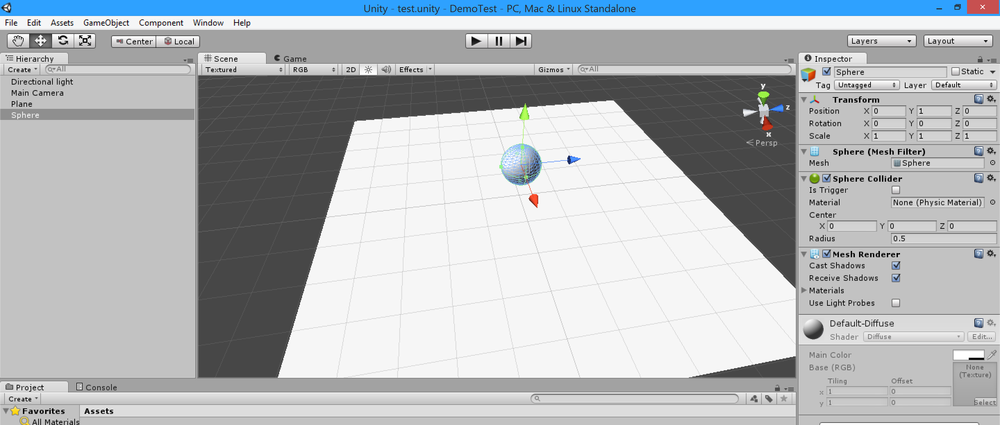 Unity - test.unity - DemoTest - PC, Mac & Linux Standalone
File Edit Assets GameObject Component Window Help
Center Local Layers Layout
Hierarchy
Create All
Directional light
Main Camera
Plane
Sphere
Scene Game
Textured RGB 2D Effects Gizmos All
y
z
x
Persp
Inspector
Sphere Static
Tag Untagged Layer Default
Transform
Position X 0 Y 1 Z 0
Rotation X 0 Y 0 Z 0
Scale X 1 Y 1 Z 1
Sphere (Mesh Filter)
Mesh Sphere
Sphere Collider
Is Trigger
Material None (Physic Material)
Center
X 0 Y 0 Z 0
Radius 0.5
Mesh Renderer
Cast Shadows
Receive Shadows
Materials
Use Light Probes
Default-Diffuse
Shader Diffuse Edit...
Main Color
Base (RGB) None
(Texture)
Tiling Offset
x 1 0
y 1 0
Select
Project Console
Create
Favorites Assets
All Materials